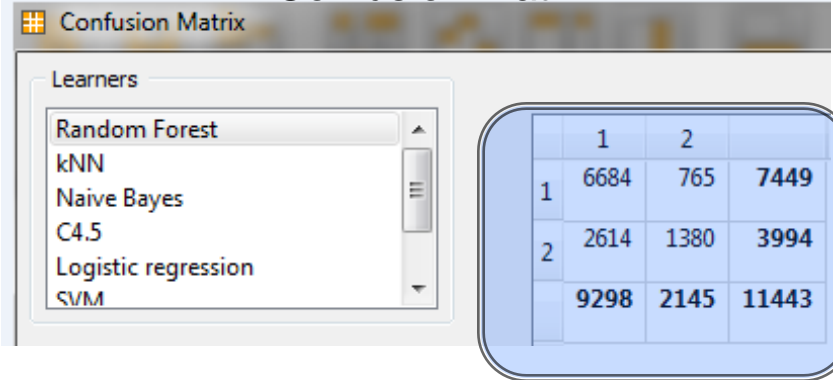 Confusion Matrix
Learners
Random Forest
kNN
Naive Bayes
C4.5
Logistic regression
SVM
1 2
1 6684 765 7449
2 2614 1380 3994
9298 2145 11443